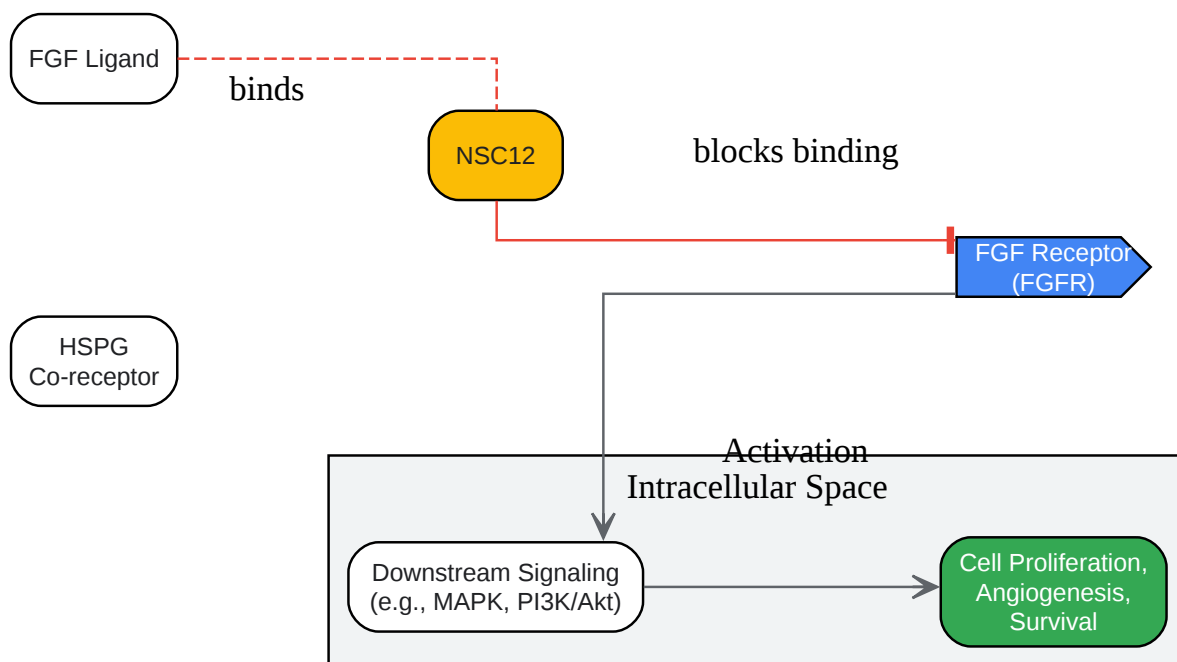 FGF Ligand
binds
NSC12
blocks binding
FGF Receptor
(FGFR)
HSPG
Co-receptor
Activation
Intracellular Space
Downstream Signaling
(e.g., MAPK, PI3K/Akt)
Cell Proliferation,
Angiogenesis,
Survival